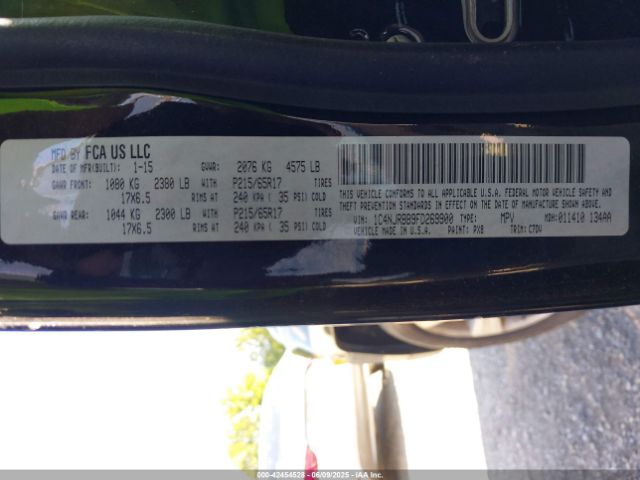 MFD BY FCA US LLC
DATE OF MFR(BUILT): 1-15 GVWR: 2076 KG 4575 LB
GAWR FRONT: 1080 KG 2380 LB WITH P215/65R17 TIRES
17X6.5 RIMS AT 240 KPA ( 35 PSI) COLD
GAWR REAR: 1044 KG 2300 LB WITH P215/65R17 TIRES
17X6.5 RIMS AT 240 KPA ( 35 PSI) COLD
THIS VEHICLE CONFORMS TO ALL APPLICABLE U.S.A. FEDERAL MOTOR VEHICLE SAFETY AND
THEFT PREVENTION STANDARDS IN EFFECT ON THE DATE OF MANUFACTURE SHOWN ABOVE.
VIN: 1C4NJRBB9FD269900 TYPE: MPV MDH: 011410 134AA
MADE IN U.S.A. PAINT: PX8 TRIM: C7DV
000-42454528 - 06/09/2025 - IAAI.COM